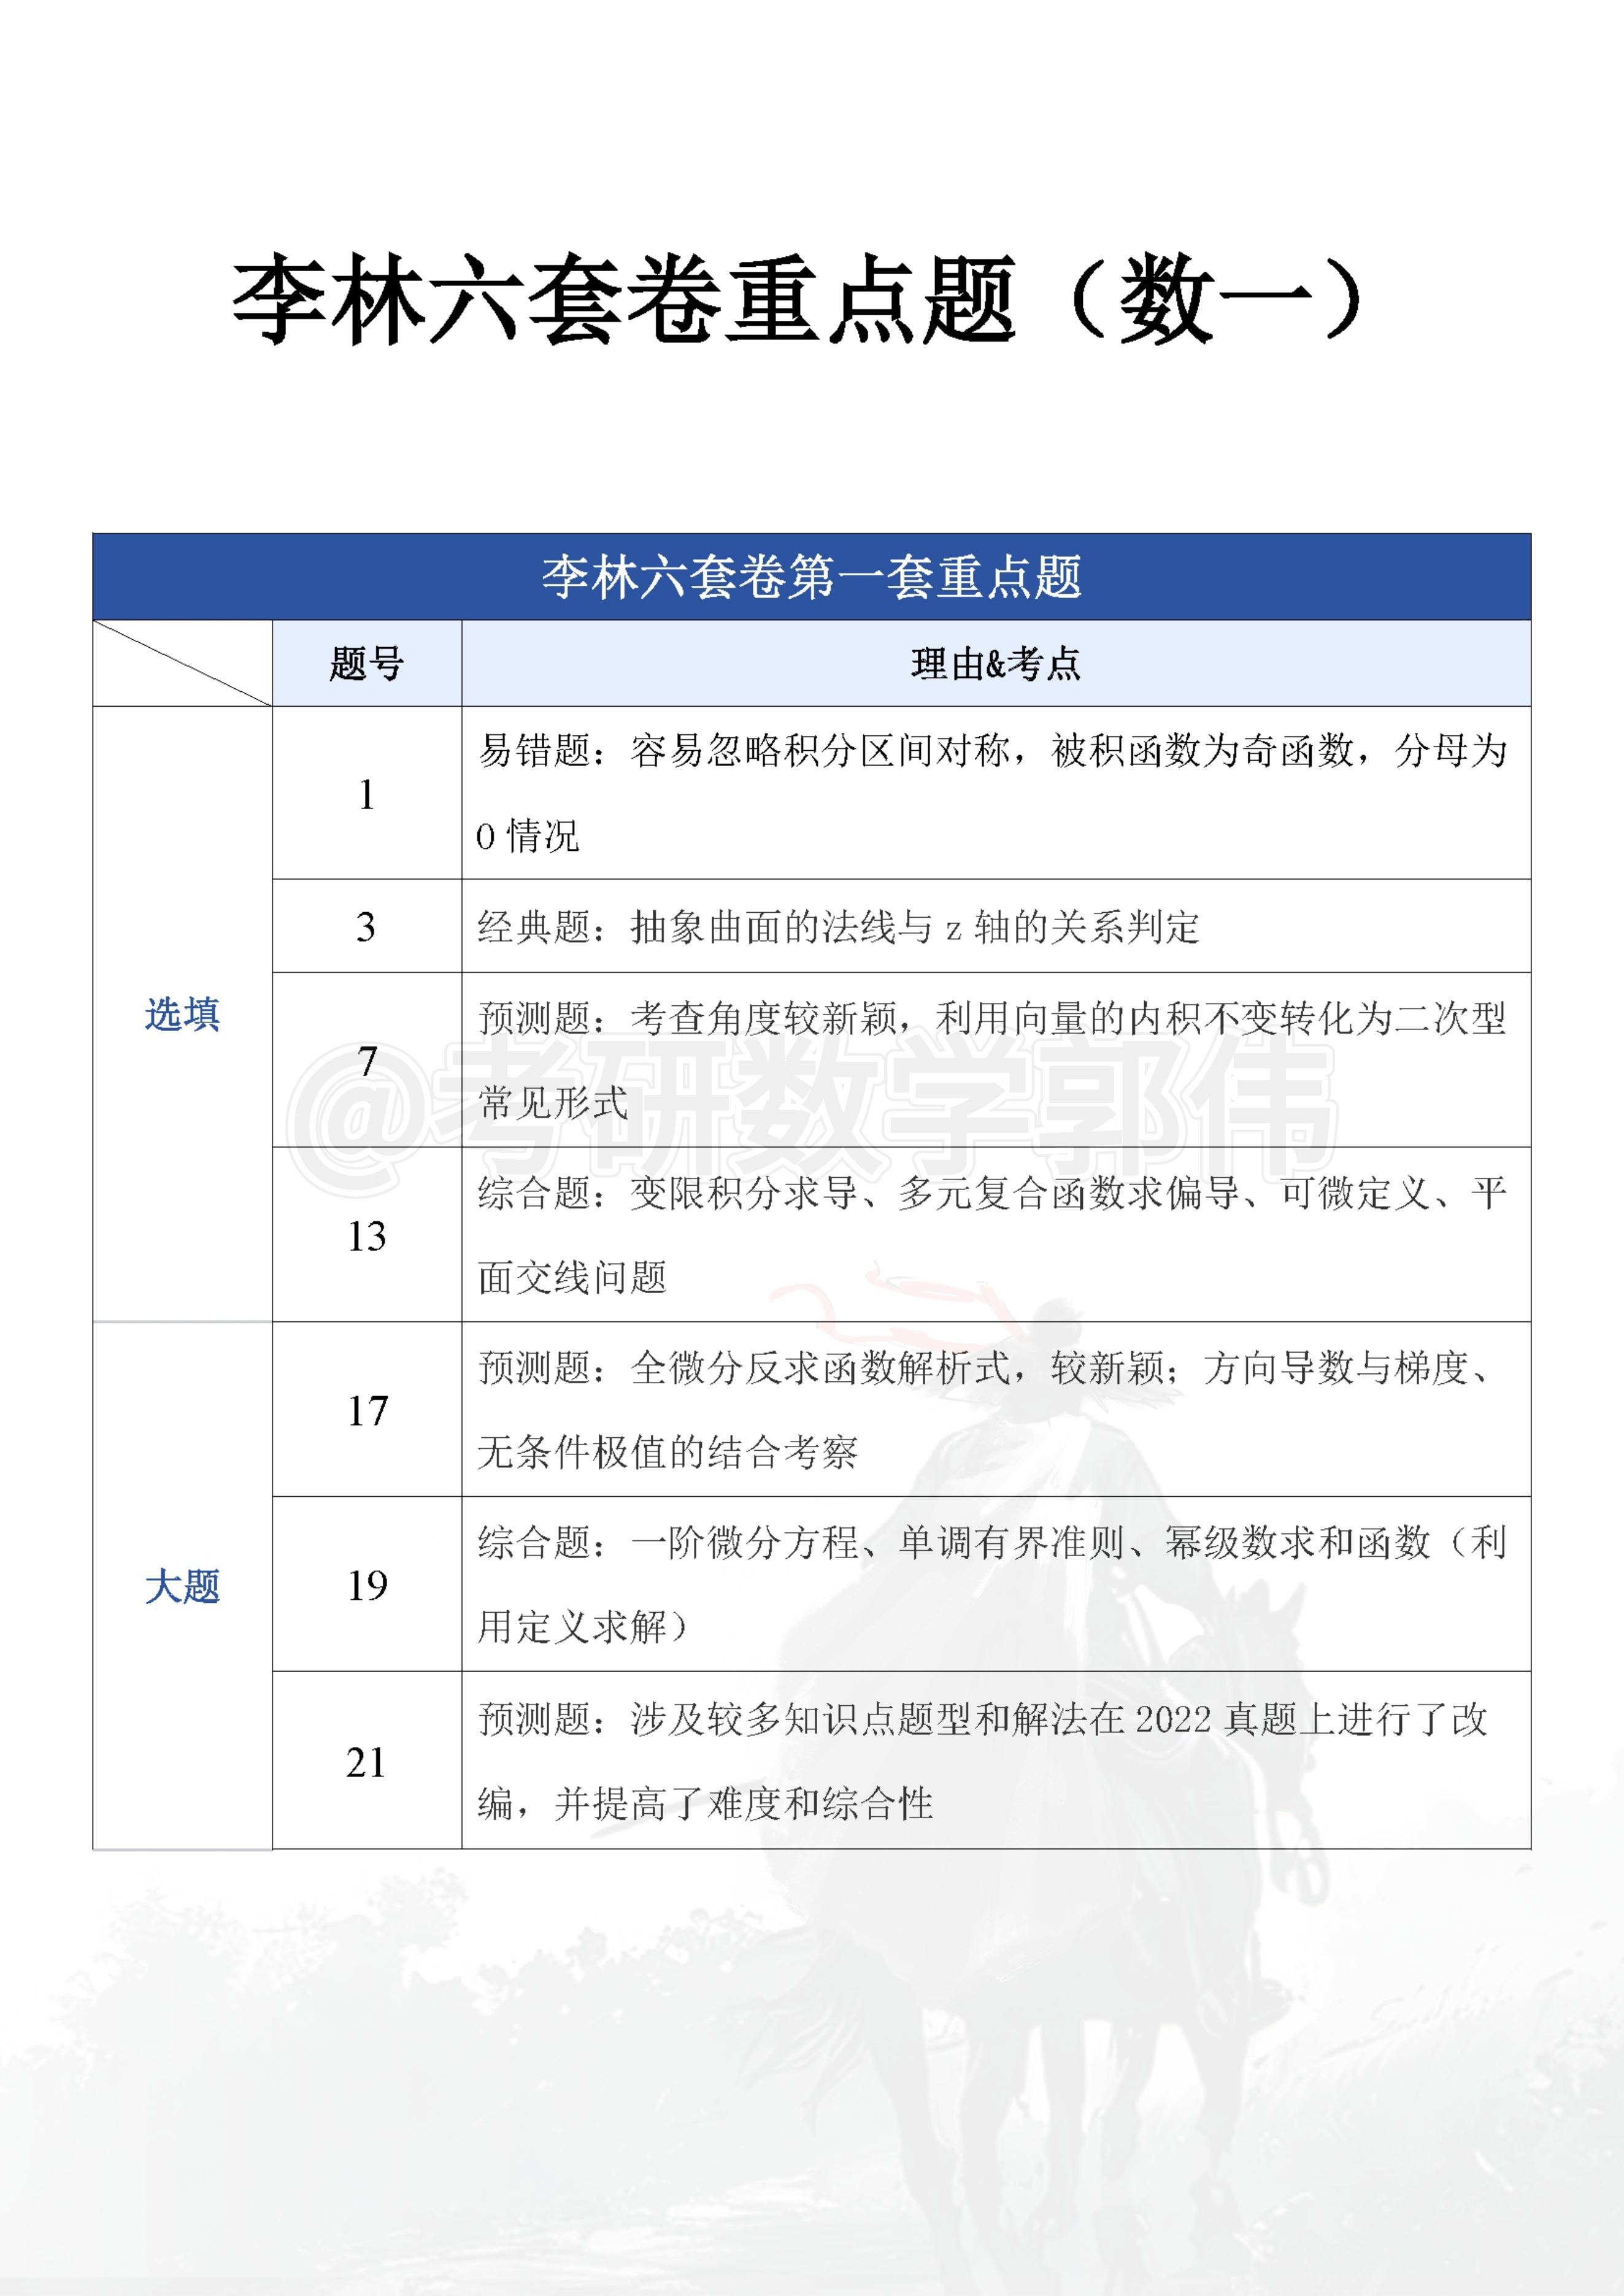 李林六套卷重点题（数一）
李林六套卷第一套重点题
题号 理由&考点
选填
1
易错题：容易忽略积分区间对称，被积函数为奇函数，分母为
0 情况
3
经典题：抽象曲面的法线与 z 轴的关系判定
7
预测题：考查角度较新颖，利用向量的内积不变转化为二次型
常见形式
13
综合题：变限积分求导、多元复合函数求偏导、可微定义、平
面交线问题
大题
17
预测题：全微分反求函数解析式，较新颖；方向导数与梯度、
无条件极值的结合考察
19
综合题：一阶微分方程、单调有界准则、幂级数求和函数（利
用定义求解）
21
预测题：涉及较多知识点题型和解法在 2022 真题上进行了改
编，并提高了难度和综合性
@考研数学郭伟